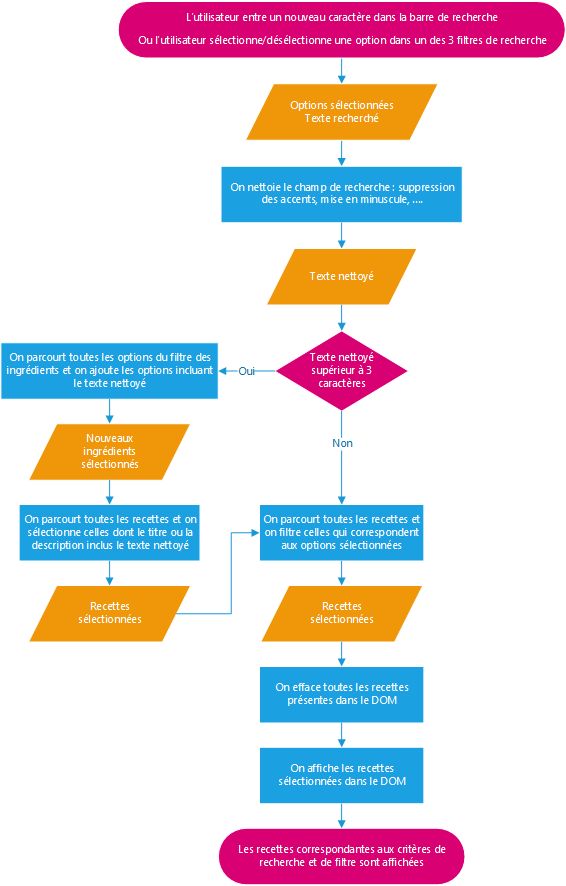 L'utilisateur entre un nouveau caractère dans la barre de recherche
Ou l'utilisateur sélectionne/désélectionne une option dans un des 3 filtres de recherche
Options sélectionnées
Texte recherché
On nettoie le champ de recherche : suppression
des accents, mise en minuscule, ....
Texte nettoyé
Texte nettoyé
supérieur à 3
caractères
Oui
On parcourt toutes les options du filtre des
ingrédients et on ajoute les options incluant
le texte nettoyé
Nouveaux
ingrédients
sélectionnés
Non
On parcourt toutes les recettes et on
sélectionne celles dont le titre ou la
description inclus le texte nettoyé
Recettes
sélectionnées
On parcourt toutes les recettes et
on filtre celles qui correspondent
aux options sélectionnées
Recettes
sélectionnées
On efface toutes les recettes
présentes dans le DOM
On affiche les recettes
sélectionnées dans le DOM
Les recettes correspondantes aux critères de
recherche et de filtre sont affichées